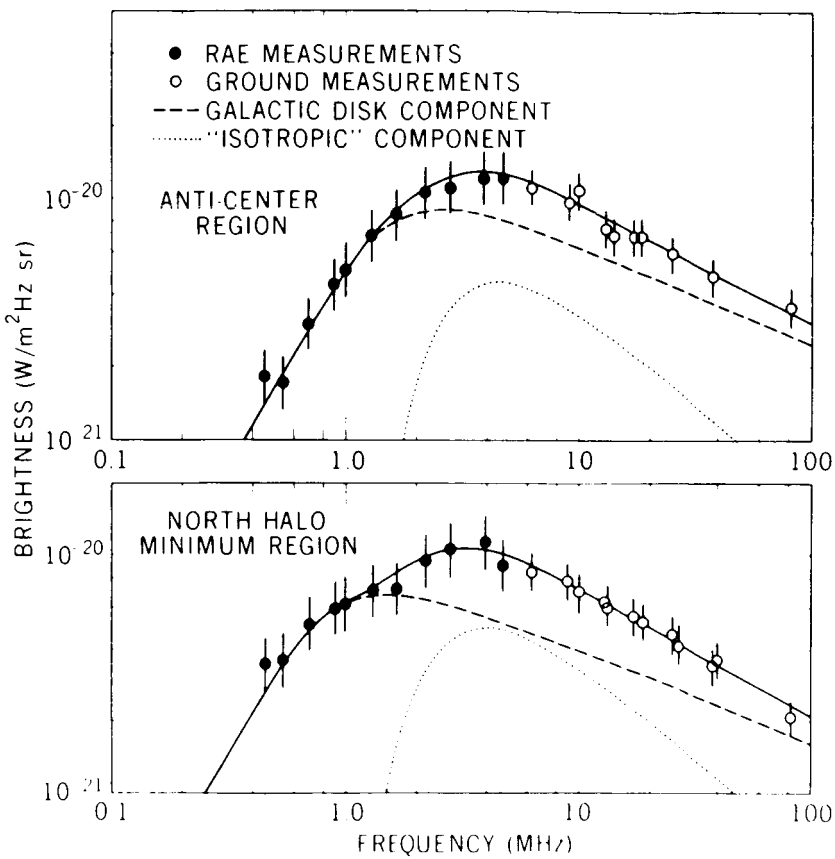 RAE MEASUREMENTS
GROUND MEASUREMENTS
GALACTIC DISK COMPONENT
"ISOTROPIC" COMPONENT
10-20
ANTI-CENTER
REGION
10-21
0.1 1.0 10 100
BRIGHTNESS (W/m2Hz sr)
NORTH HALO
MINIMUM REGION
10-20
10-21
0.1 1.0 10 100
FREQUENCY (MHz)